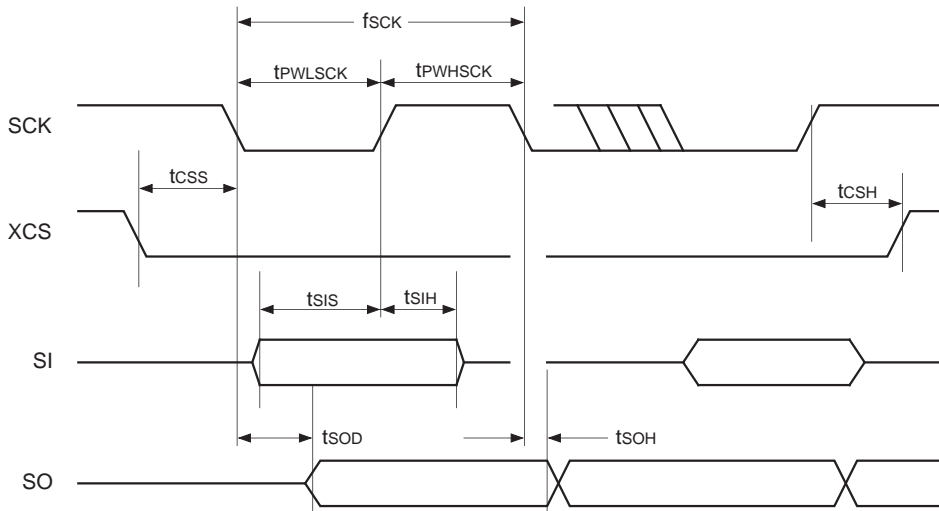 fSCK
tPWLSCK
tPWHSCK
SCK
tCSS
tCSH
XCS
tSIS
tSIH
SI
tSOD
tSOH
SO